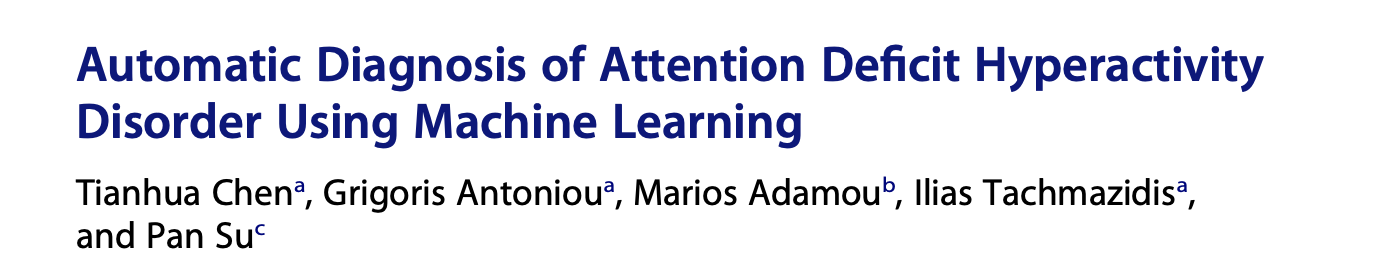 Automatic Diagnosis of Attention Deficit Hyperactivity
Disorder Using Machine Learning
Tianhua Chenᵃ, Grigoris Antoniouᵃ, Marios Adamouᵇ, Ilias Tachmazidisᵃ,
and Pan Suᶜ